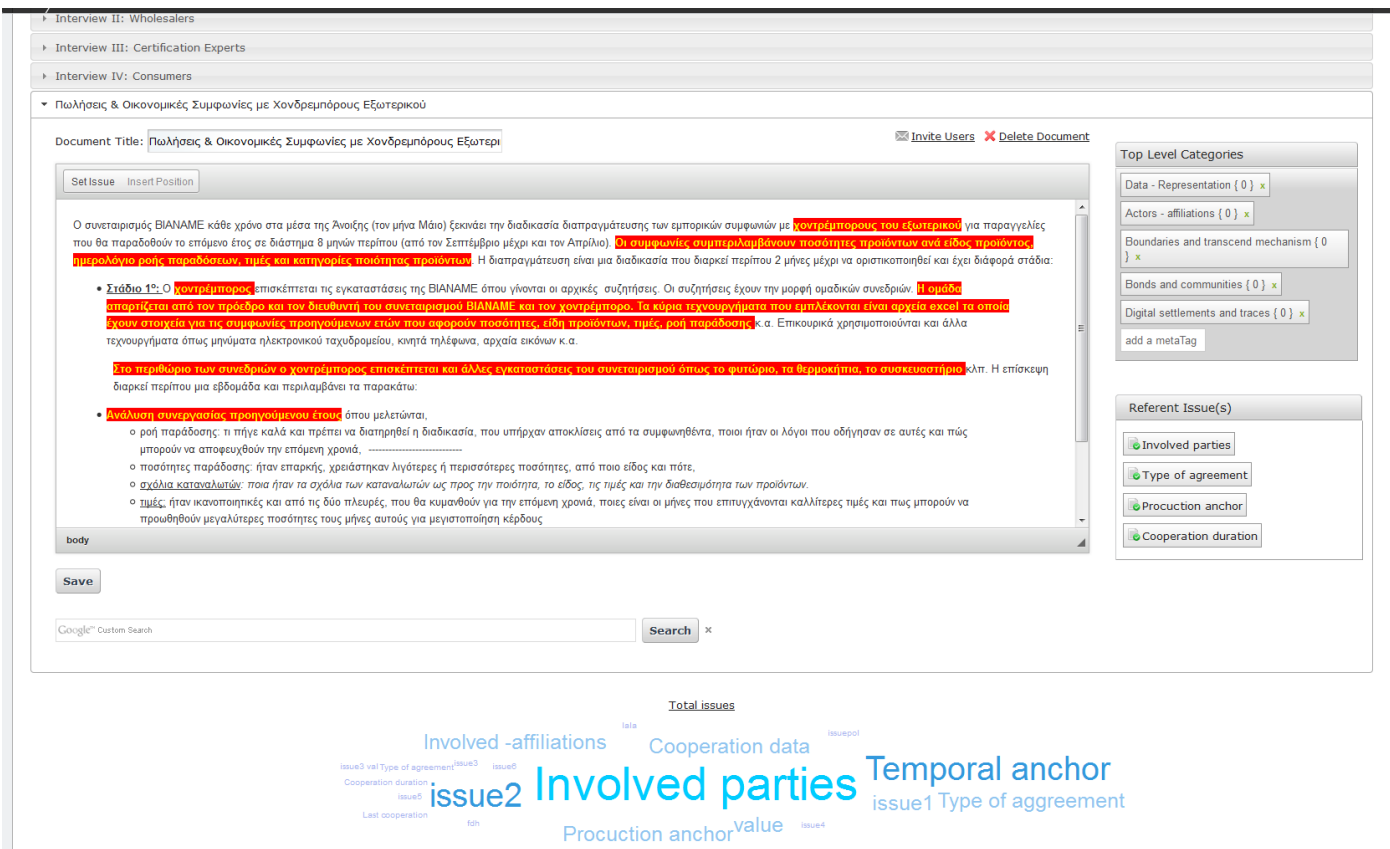 Interview II: Wholesalers
Interview III: Certification Experts
Interview IV: Consumers
Πωλήσεις & Οικονομικές Συμφωνίες με Χονδρεμπόρους Εξωτερικού
Document Title: Πωλήσεις & Οικονομικές Συμφωνίες με Χονδρεμπόρους Εξωτερι
Invite Users Delete Document
Set Issue Insert Position
Ο συνεταιρισμός ΒΙΑΝΑΜΕ κάθε χρόνο στα μέσα της Άνοιξης (τον μήνα Μάιο) ξεκινάει την διαδικασία διαπραγμάτευσης των εμπορικών συμφωνιών με χοντρέμπορους του εξωτερικού για παραγγελίες
που θα παραδοθούν το επόμενο έτος σε διάστημα 8 μηνών περίπου (από τον Σεπτέμβριο μέχρι και τον Απρίλιο). Οι συμφωνίες συμπεριλαμβάνουν ποσότητες προϊόντων ανά είδος προϊόντος,
ημερολόγιο ροής παραδόσεων, τιμές και κατηγορίες ποιότητας προϊόντων. Η διαπραγμάτευση είναι μια διαδικασία που διαρκεί περίπου 2 μήνες μέχρι να οριστικοποιηθεί και έχει διάφορά στάδια:
Στάδιο 1º: Ο χοντρέμπορος επισκέπτεται τις εγκαταστάσεις της ΒΙΑΝΑΜΕ όπου γίνονται οι αρχικές συζητήσεις. Οι συζητήσεις έχουν την μορφή ομαδικών συνεδριών. Η ομάδα
απαρτίζεται από τον πρόεδρο και τον διευθυντή του συνεταιρισμού ΒΙΑΝΑΜΕ και τον χοντρέμπορο. Τα κύρια τεχνουργήματα που εμπλέκονται είναι αρχεία excel τα οποία
έχουν στοιχεία για τις συμφωνίες προηγούμενων ετών που αφορούν ποσότητες, είδη προϊόντων, τιμές, ροή παράδοσης κ.α. Επικουρικά χρησιμοποιούνται και άλλα
τεχνουργήματα όπως μηνύματα ηλεκτρονικού ταχυδρομείου, κινητά τηλέφωνα, αρχαία εικόνων κ.α.
Στο περιθώριο των συνεδριών ο χοντρέμπορος επισκέπτεται και άλλες εγκαταστάσεις του συνεταιρισμού όπως το φυτώριο, τα θερμοκήπια, το συσκευαστήριο κλπ. Η επίσκεψη
διαρκεί περίπου μια εβδομάδα και περιλαμβάνει τα παρακάτω:
Ανάλυση συνεργασίας προηγούμενου έτους όπου μελετώνται,
ροή παράδοσης: τι πήγε καλά και πρέπει να διατηρηθεί η διαδικασία, που υπήρχαν αποκλίσεις από τα συμφωνηθέντα, ποιοι ήταν οι λόγοι που οδήγησαν σε αυτές και πώς
μπορούν να αποφευχθούν την επόμενη χρονιά, ---------------------------
ποσότητες παράδοσης: ήταν επαρκής, χρειάστηκαν λιγότερες ή περισσότερες ποσότητες, από ποιο είδος και πότε,
σχόλια καταναλωτών: ποια ήταν τα σχόλια των καταναλωτών ως προς την ποιότητα, το είδος, τις τιμές και την διαθεσιμότητα των προϊόντων.
τιμές: ήταν ικανοποιητικές και από τις δύο πλευρές, που θα κυμανθούν για την επόμενη χρονιά, ποιες είναι οι μήνες που επιτυγχάνονται καλλίτερες τιμές και πως μπορούν να
προωθηθούν μεγαλύτερες ποσότητες τους μήνες αυτούς για μεγιστοποίηση κέρδους
body
Save
Google™ Custom Search
Search ×
Top Level Categories
Data - Representation { 0 } x
Actors - affiliations { 0 } x
Boundaries and transcend mechanism { 0
} x
Bonds and communities { 0 } x
Digital settlements and traces { 0 } x
add a metaTag
Referent Issue(s)
Involved parties
Type of agreement
Procuction anchor
Cooperation duration
Total issues
lala
issuepol
Involved -affiliations
Cooperation data
issue3 val Type of agreement issue3 issue6
Temporal anchor
Cooperation duration
issue5 issue2 Involved parties
issue1 Type of aggreement
Last cooperation
fdh
Procuction anchor value issue4